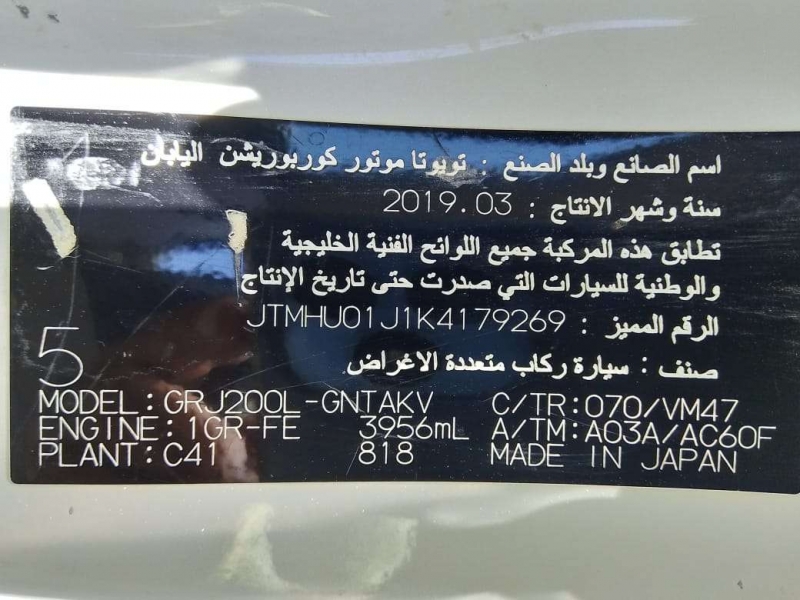 اسم الصانع وبلد الصنع : تويوتا موتور كوربوريشن اليابان
سنة وشهر الانتاج : 2019.03
تطابق هذه المركبة جميع اللوائح الفنية الخليجية
والوطنية للسيارات التي صدرت حتى تاريخ الإنتاج
الرقم المميز : JTMHU01J1K4179269
صنف : سيارة ركاب متعددة الاغراض
5
MODEL:GRJ200L-GNTAKV C/TR:070/VM47
ENGINE:1GR-FE 3956mL A/TM:A03A/AC60F
PLANT:C41 818 MADE IN JAPAN